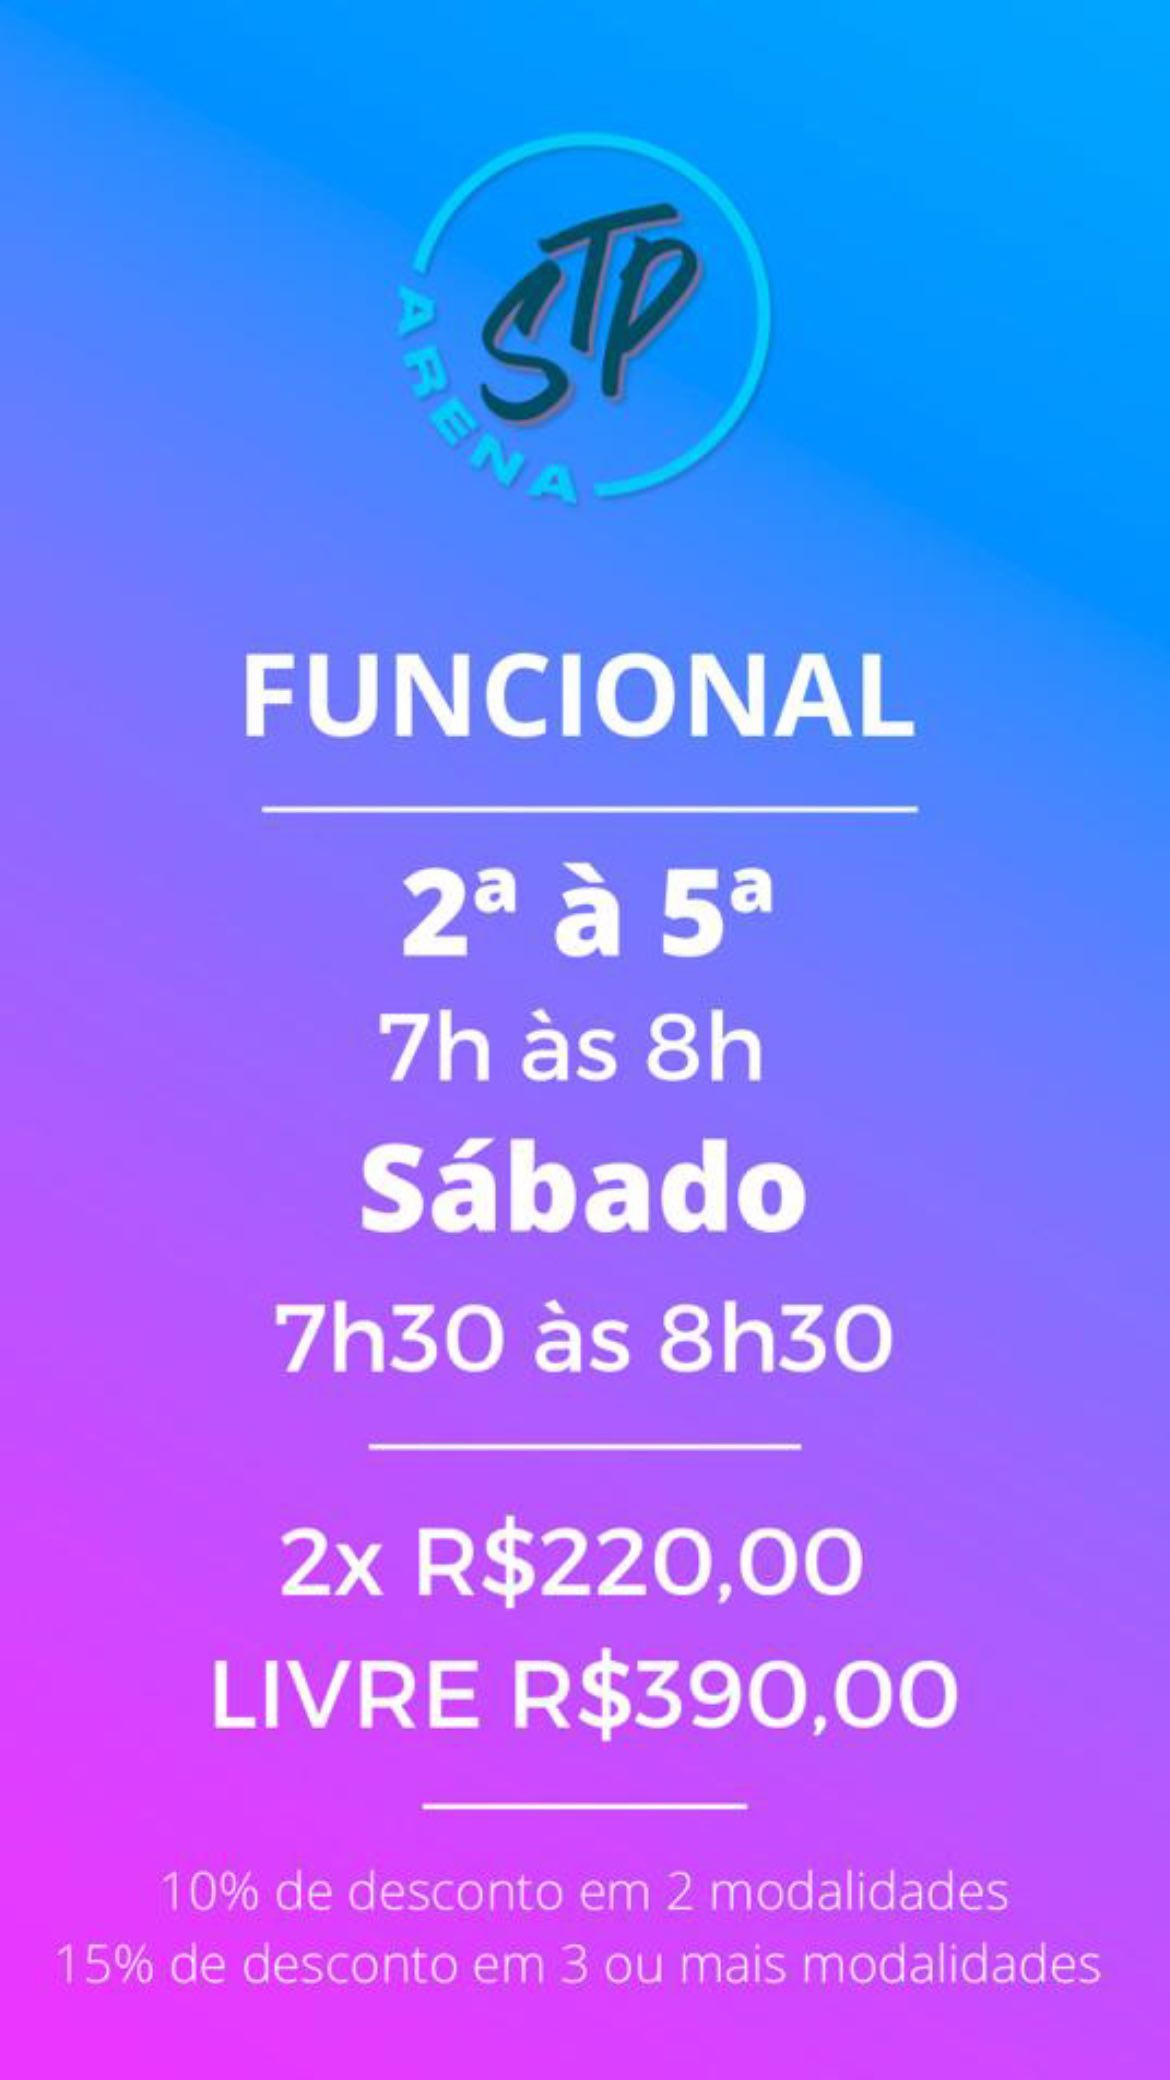 STP
ARENA
FUNCIONAL
2ª à 5ª
7h às 8h
Sábado
7h30 às 8h30
2x R$220,00
LIVRE R$390,00
10% de desconto em 2 modalidades
15% de desconto em 3 ou mais modalidades